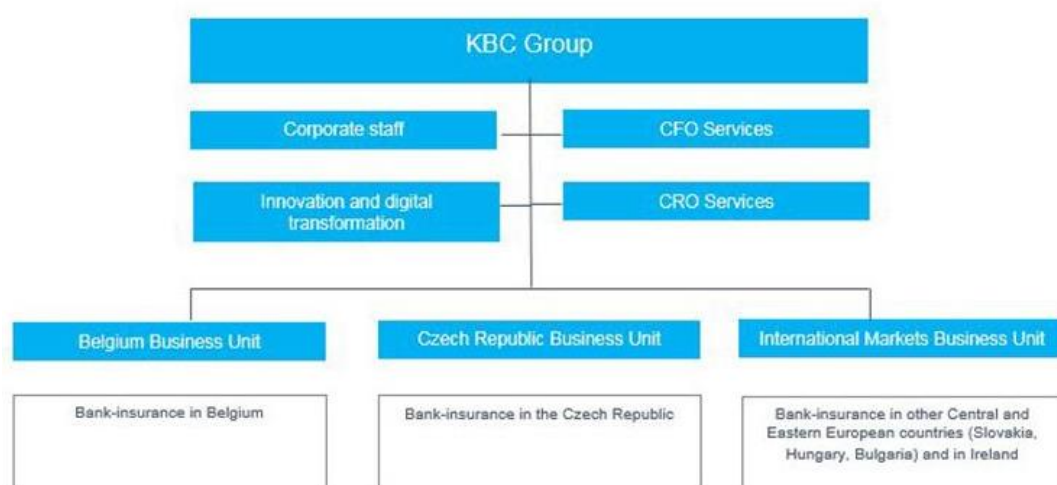 KBC Group
Corporate staff
CFO Services
Innovation and digital
transformation
CRO Services
Belgium Business Unit
Czech Republic Business Unit
International Markets Business Unit
Bank-insurance in Belgium
Bank-insurance in the Czech Republic
Bank-insurance in other Central and
Eastern European countries (Slovakia,
Hungary, Bulgaria) and in Ireland